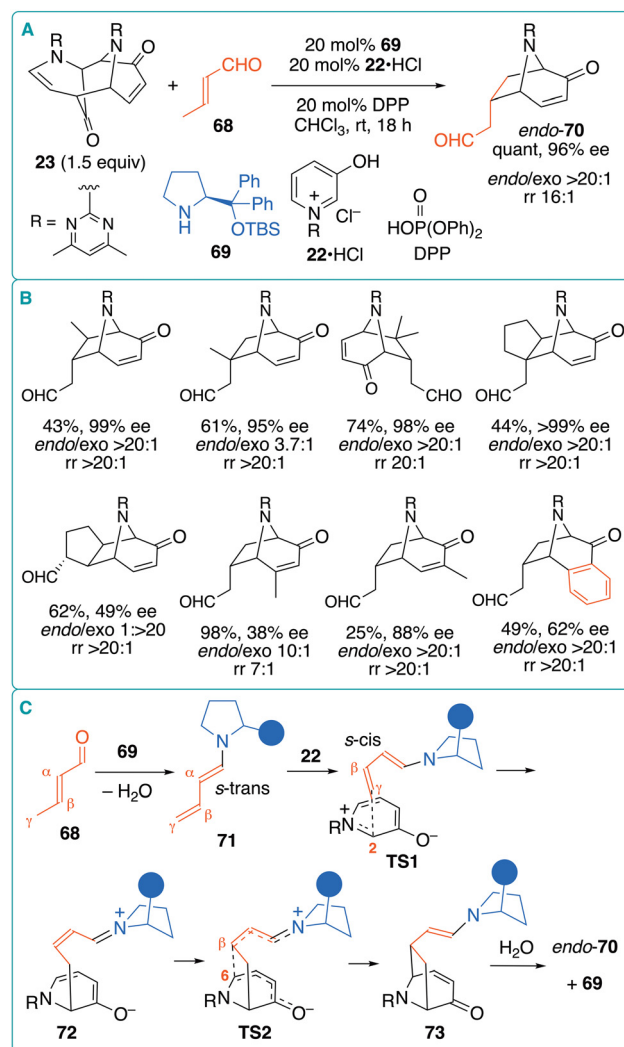 A
R
N
R
N
O
O
23 (1.5 equiv)
+
CHO
68
20 mol% 69
20 mol% 22•HCl
20 mol% DPP
CHCl3, rt, 18 h
R
N
O
OHC
endo-70
quant, 96% ee
endo/exo >20:1
rr 16:1
R =
N
N
N
H
Ph
Ph
OTBS
69
OH
+
N
R
Cl−
22•HCl
O
HOP(OPh)2
DPP
B
R
N
O
OHC
43%, 99% ee
endo/exo >20:1
rr >20:1
R
N
O
OHC
61%, 95% ee
endo/exo 3.7:1
rr >20:1
R
N
O
CHO
74%, 98% ee
endo/exo >20:1
rr 20:1
R
N
O
OHC
44%, >99% ee
endo/exo >20:1
rr >20:1
R
N
O
OHC
62%, 49% ee
endo/exo 1:>20
rr >20:1
R
N
O
OHC
98%, 38% ee
endo/exo 10:1
rr 7:1
R
N
O
OHC
25%, 88% ee
endo/exo >20:1
rr >20:1
R
N
O
OHC
49%, 62% ee
endo/exo >20:1
rr >20:1
C
O
α
β
γ
68
69
– H2O
N
α
β
γ
s-trans
71
22
s-cis
β
γ
N
+
RN
2
O−
TS1
+
N
RN
O−
72
+
N
β
6
RN
O−
TS2
N
RN
O
73
H2O
endo-70
+ 69